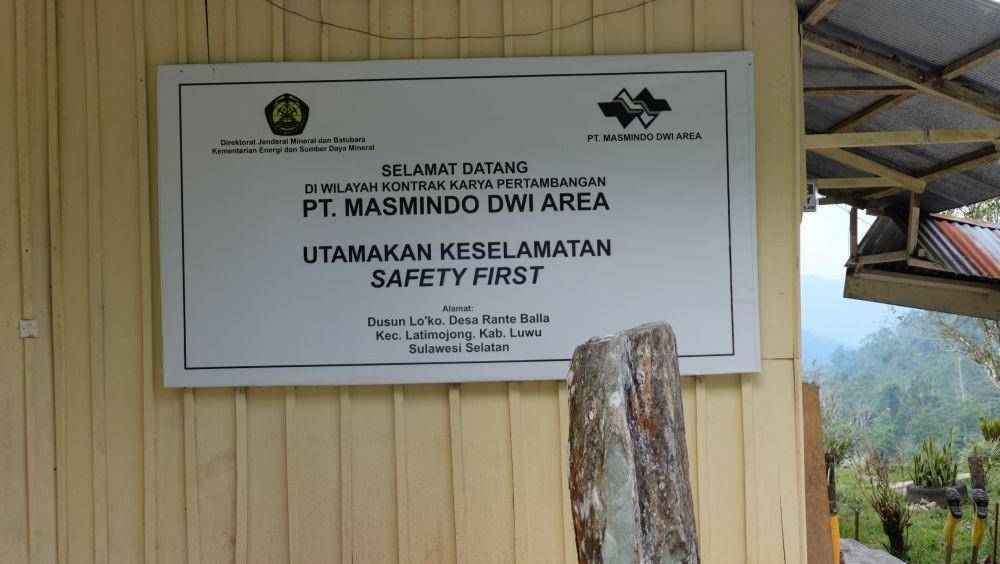 Direktorat Jenderal Mineral dan Batubara
Kementerian Energi dan Sumber Daya Mineral
PT. MASMINDO DWI AREA
SELAMAT DATANG
DI WILAYAH KONTRAK KARYA PERTAMBANGAN
PT. MASMINDO DWI AREA
UTAMAKAN KESELAMATAN
SAFETY FIRST
Alamat:
Dusun Lo'ko. Desa Rante Balla
Kec. Latimojong. Kab. Luwu
Sulawesi Selatan